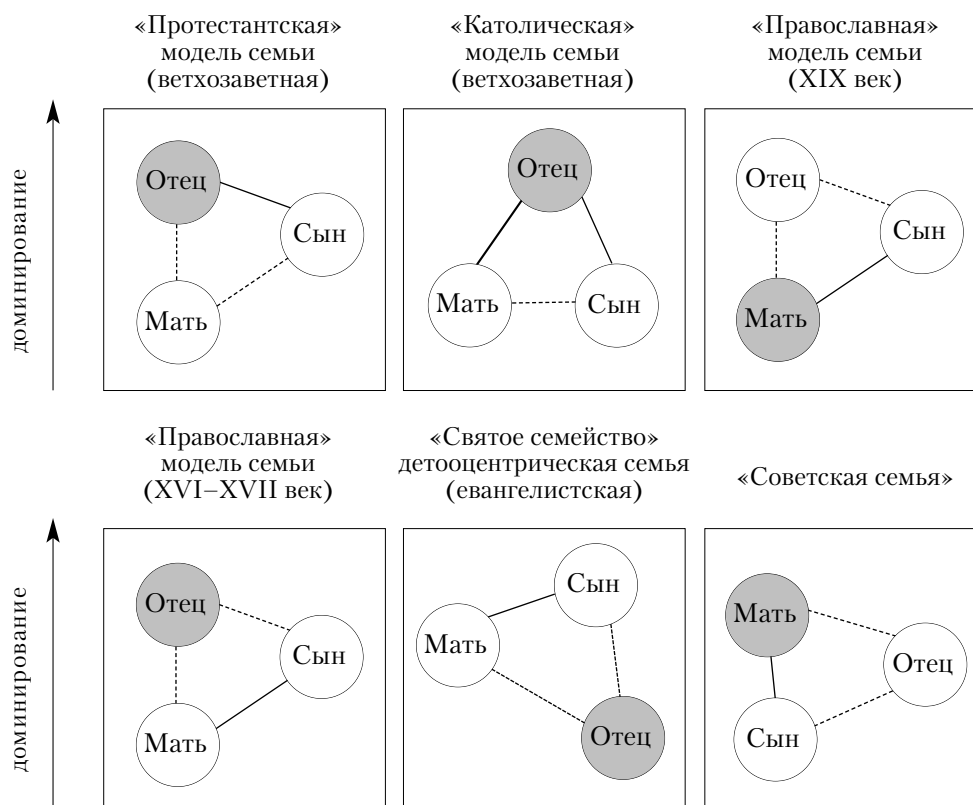 «Протестантская»
модель семьи
(ветхозаветная)
«Католическая»
модель семьи
(ветхозаветная)
«Православная»
модель семьи
(XIX век)
доминирование
Отец
Сын
Мать
Отец
Мать
Сын
Отец
Сын
Мать
«Православная»
модель семьи
(XVI–XVII век)
«Святое семейство»
детооцентрическая семья
(евангелистская)
«Советская семья»
доминирование
Отец
Сын
Мать
Сын
Мать
Отец
Мать
Отец
Сын